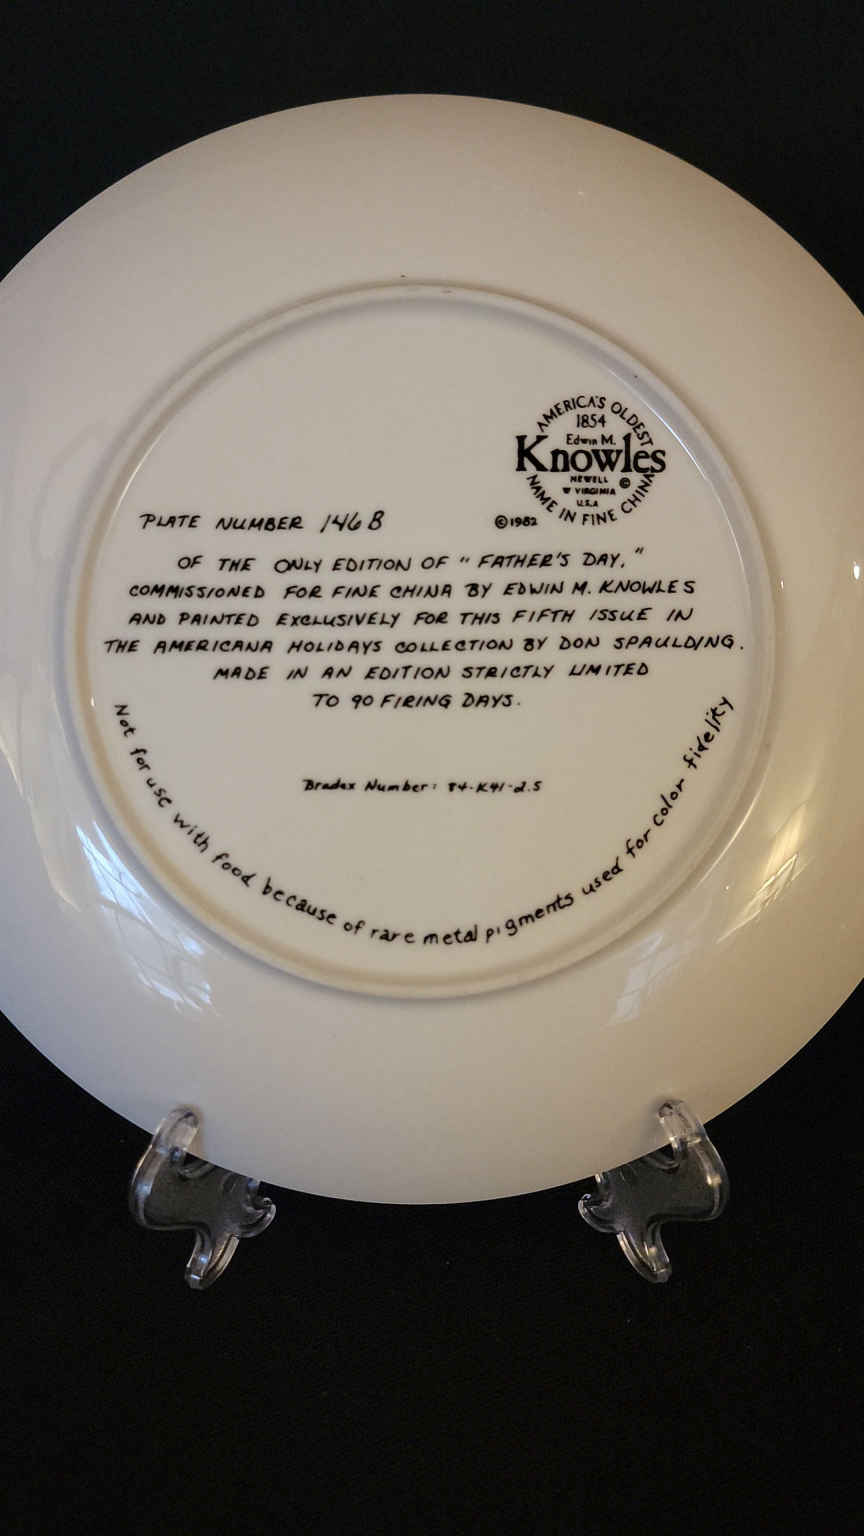 AMERICA'S OLDEST
1854
Edwin M.
Knowles
NEWELL
W VIRGINIA
U.S.A
©
NAME IN FINE CHINA
©1982
PLATE NUMBER 146 B
OF THE ONLY EDITION OF "FATHER'S DAY,"
COMMISSIONED FOR FINE CHINA BY EDWIN M. KNOWLES
AND PAINTED EXCLUSIVELY FOR THIS FIFTH ISSUE IN
THE AMERICANA HOLIDAYS COLLECTION BY DON SPAULDING.
MADE IN AN EDITION STRICTLY LIMITED
TO 90 FIRING DAYS.
Bradex Number: 84-K41-2.5
Not for use with food because of rare metal pigments used for color fidelity